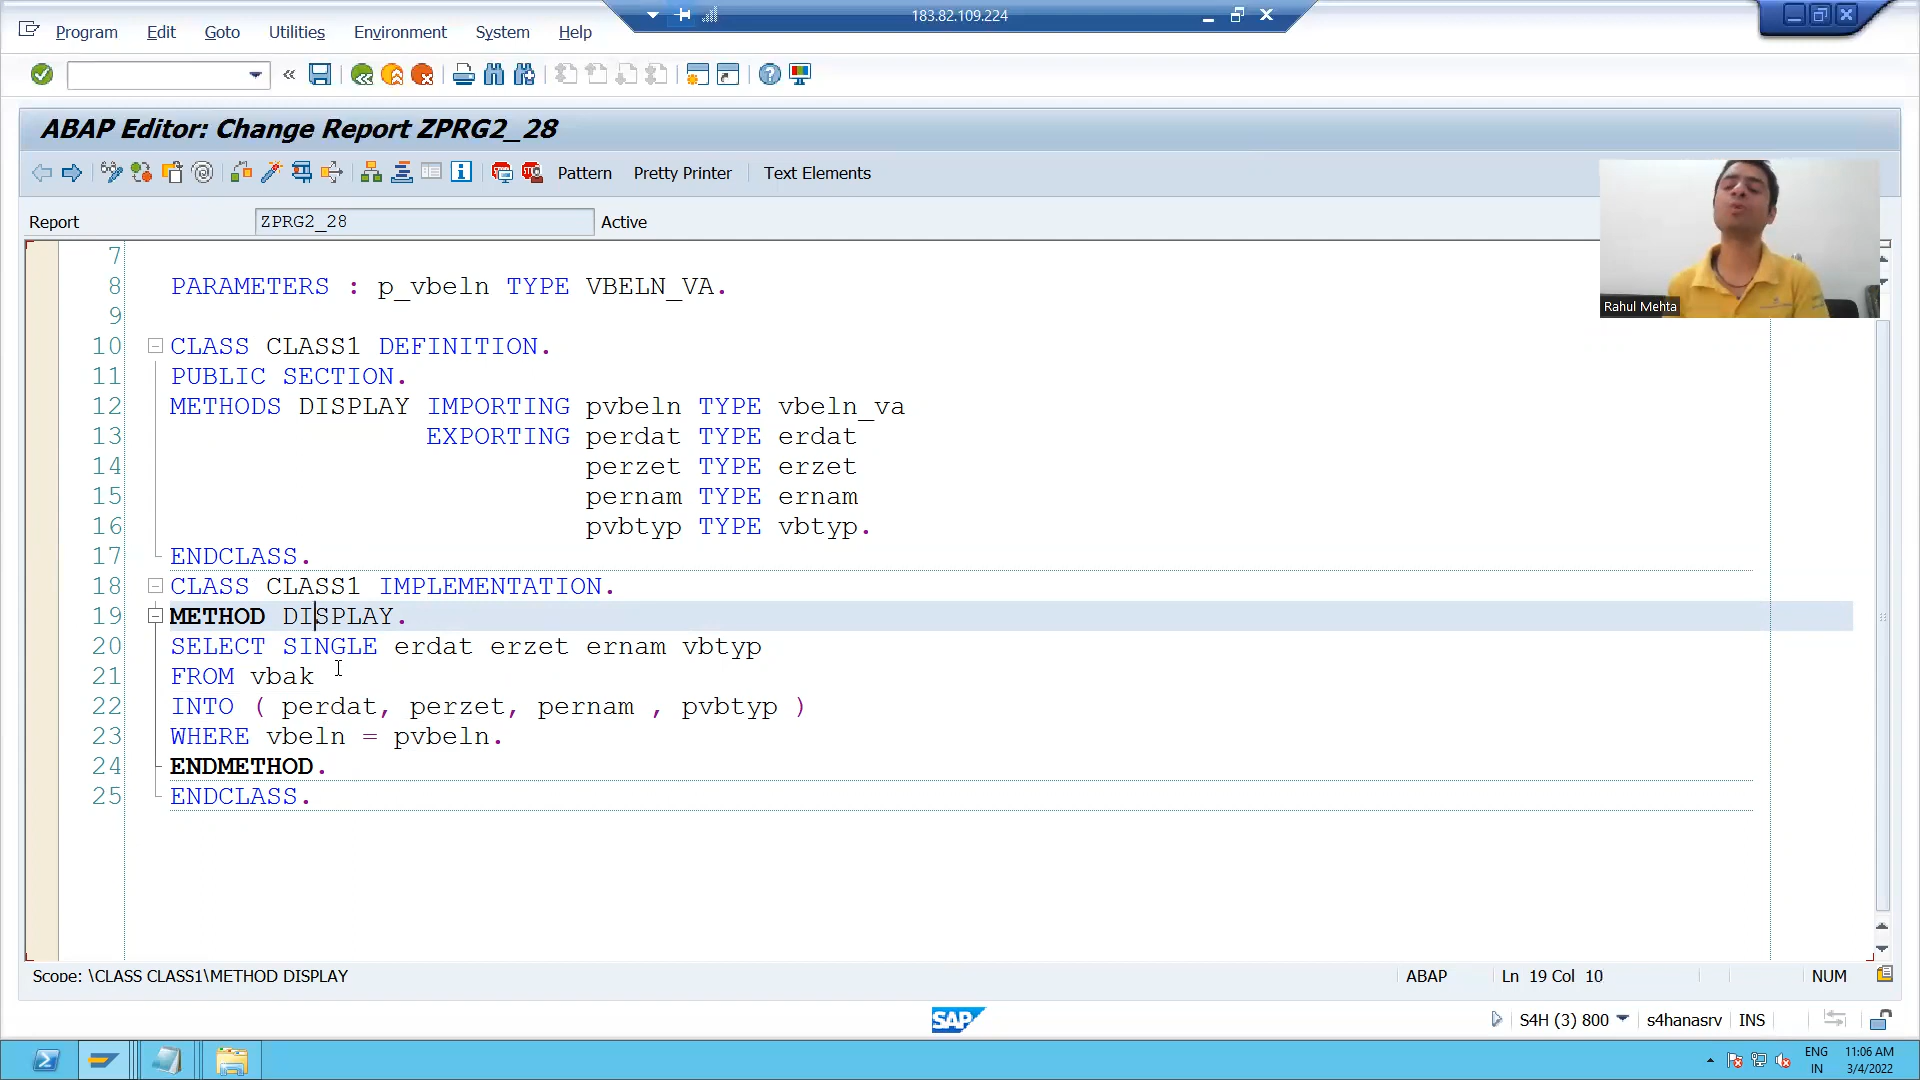 183.82.109.224
Program Edit Goto Utilities Environment System Help
ABAP Editor: Change Report ZPRG2_28
Pattern Pretty Printer Text Elements
Report ZPRG2_28 Active
Rahul Mehta
7
8 PARAMETERS : p_vbeln TYPE VBELN_VA.
9
10 CLASS CLASS1 DEFINITION.
11 PUBLIC SECTION.
12 METHODS DISPLAY IMPORTING pvbeln TYPE vbeln_va
13 EXPORTING perdat TYPE erdat
14 perzet TYPE erzet
15 pernam TYPE ernam
16 pvbtyp TYPE vbtyp.
17 ENDCLASS.
18 CLASS CLASS1 IMPLEMENTATION.
19 METHOD DISPLAY.
20 SELECT SINGLE erdat erzet ernam vbtyp
21 FROM vbak
22 INTO ( perdat, perzet, pernam , pvbtyp )
23 WHERE vbeln = pvbeln.
24 ENDMETHOD.
25 ENDCLASS.
Scope: \CLASS CLASS1\METHOD DISPLAY ABAP Ln 19 Col 10 NUM
SAP S4H (3) 800 s4hanasrv INS
ENG 11:06 AM
IN 3/4/2022